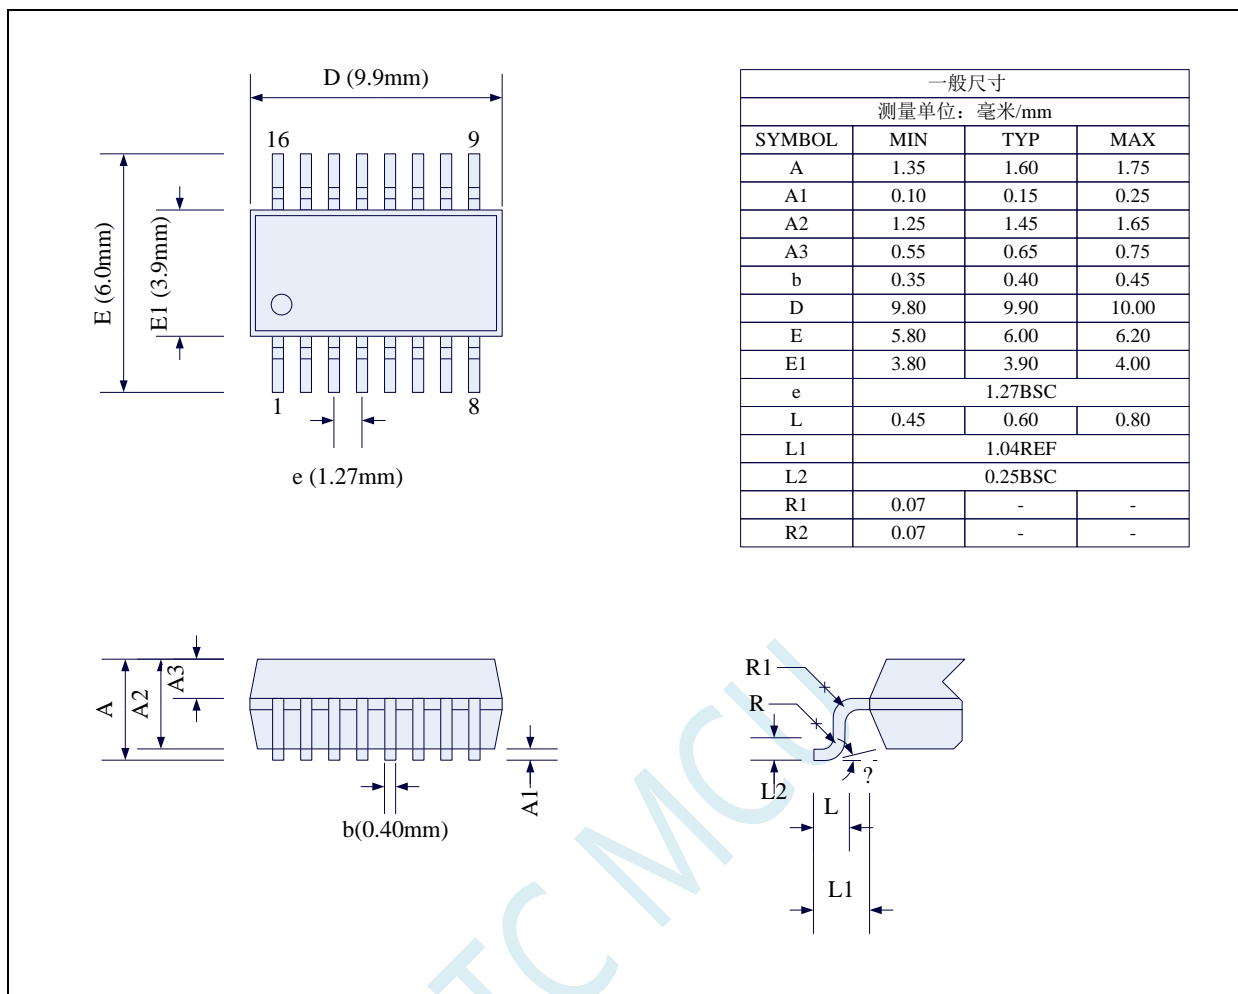 D (9.9mm)
16 9
E (6.0mm)
E1 (3.9mm)
1 8
e (1.27mm)
一般尺寸
测量单位：毫米/mm
SYMBOL MIN TYP MAX
A 1.35 1.60 1.75
A1 0.10 0.15 0.25
A2 1.25 1.45 1.65
A3 0.55 0.65 0.75
b 0.35 0.40 0.45
D 9.80 9.90 10.00
E 5.80 6.00 6.20
E1 3.80 3.90 4.00
e 1.27BSC
L 0.45 0.60 0.80
L1 1.04REF
L2 0.25BSC
R1 0.07 - -
R2 0.07 - -
A
A2
A3
A1
b(0.40mm)
R1
R
L2
?
L
L1
TC MCU